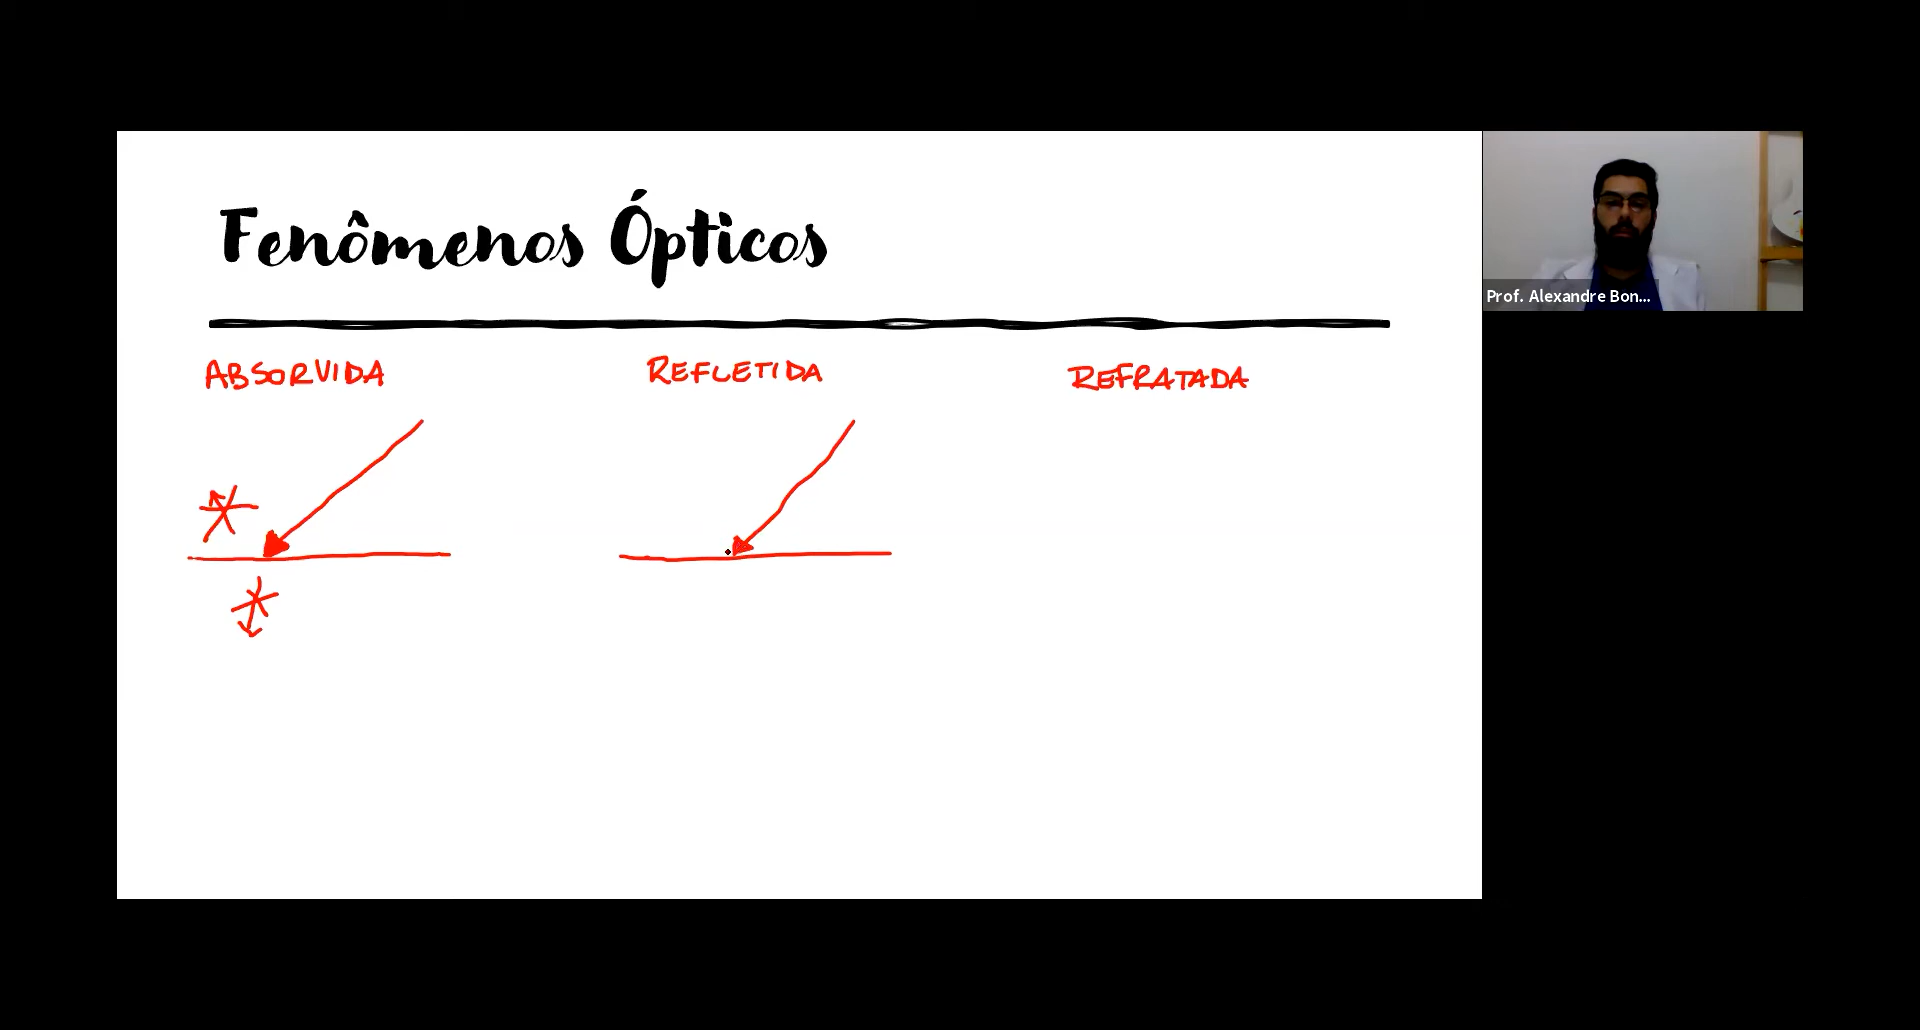 Fenômenos Ópticos
ABSORVIDA REFLETIDA REFRATADA
Prof. Alexandre Bon...